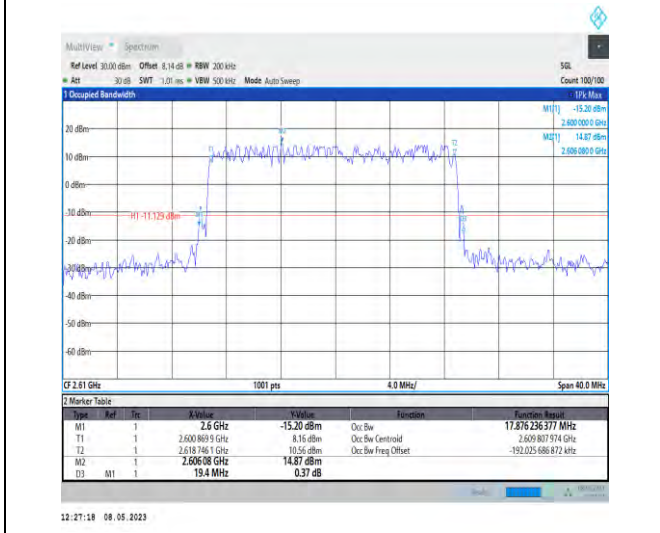 MultiView Spectrum
Ref Level 30.00 dBm Offset 8.14 dB RBW 200 kHz SGL
Att 30 dB SWT 1.01 ms VBW 500 kHz Mode Auto Sweep Count 100/100
1 Occupied Bandwidth 1Pk Max
M1[1] -15.20 dBm
2.600 000 0 GHz
M2[1] 14.87 dBm
2.606 080 0 GHz
20 dBm
T2
10 dBm
0 dBm
-10 dBm
H1 -11.129 dBm
-20 dBm
-30 dBm
-40 dBm
-50 dBm
-60 dBm
CF 2.61 GHz 1001 pts 4.0 MHz/ Span 40.0 MHz
2 Marker Table
Type Ref Trc X-Value Y-Value Function Function Result
M1 1 2.6 GHz -15.20 dBm Occ Bw 17.876 236 377 MHz
T1 1 2.600 869 9 GHz 8.16 dBm Occ Bw Centroid 2.609 807 974 GHz
T2 1 2.618 746 1 GHz 10.56 dBm Occ Bw Freq Offset -192.025 686 872 kHz
M2 1 2.606 08 GHz 14.87 dBm
D3 M1 1 19.4 MHz 0.37 dB
12:27:18 08.05.2023